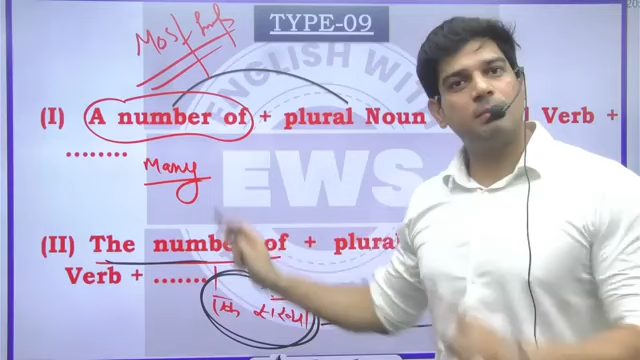 TYPE-09
Most
ENGLISH WITH
(I) A number of + plural Noun Verb +
........
Many
EWS
(II) The number of + plural
Verb + .......